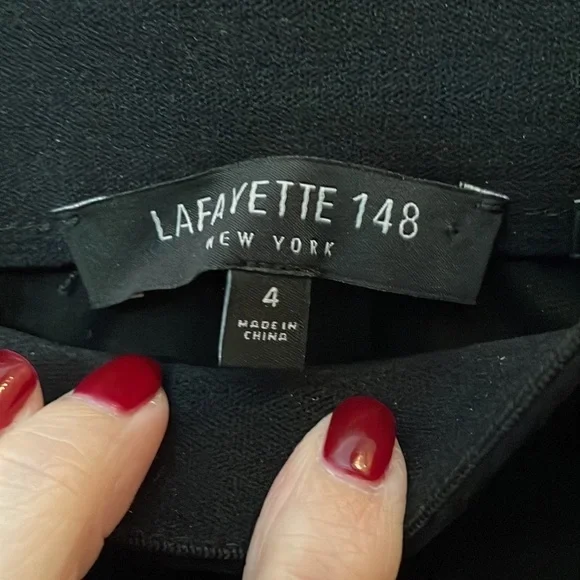 LAFAYETTE 148
NEW YORK
4
MADE IN
CHINA